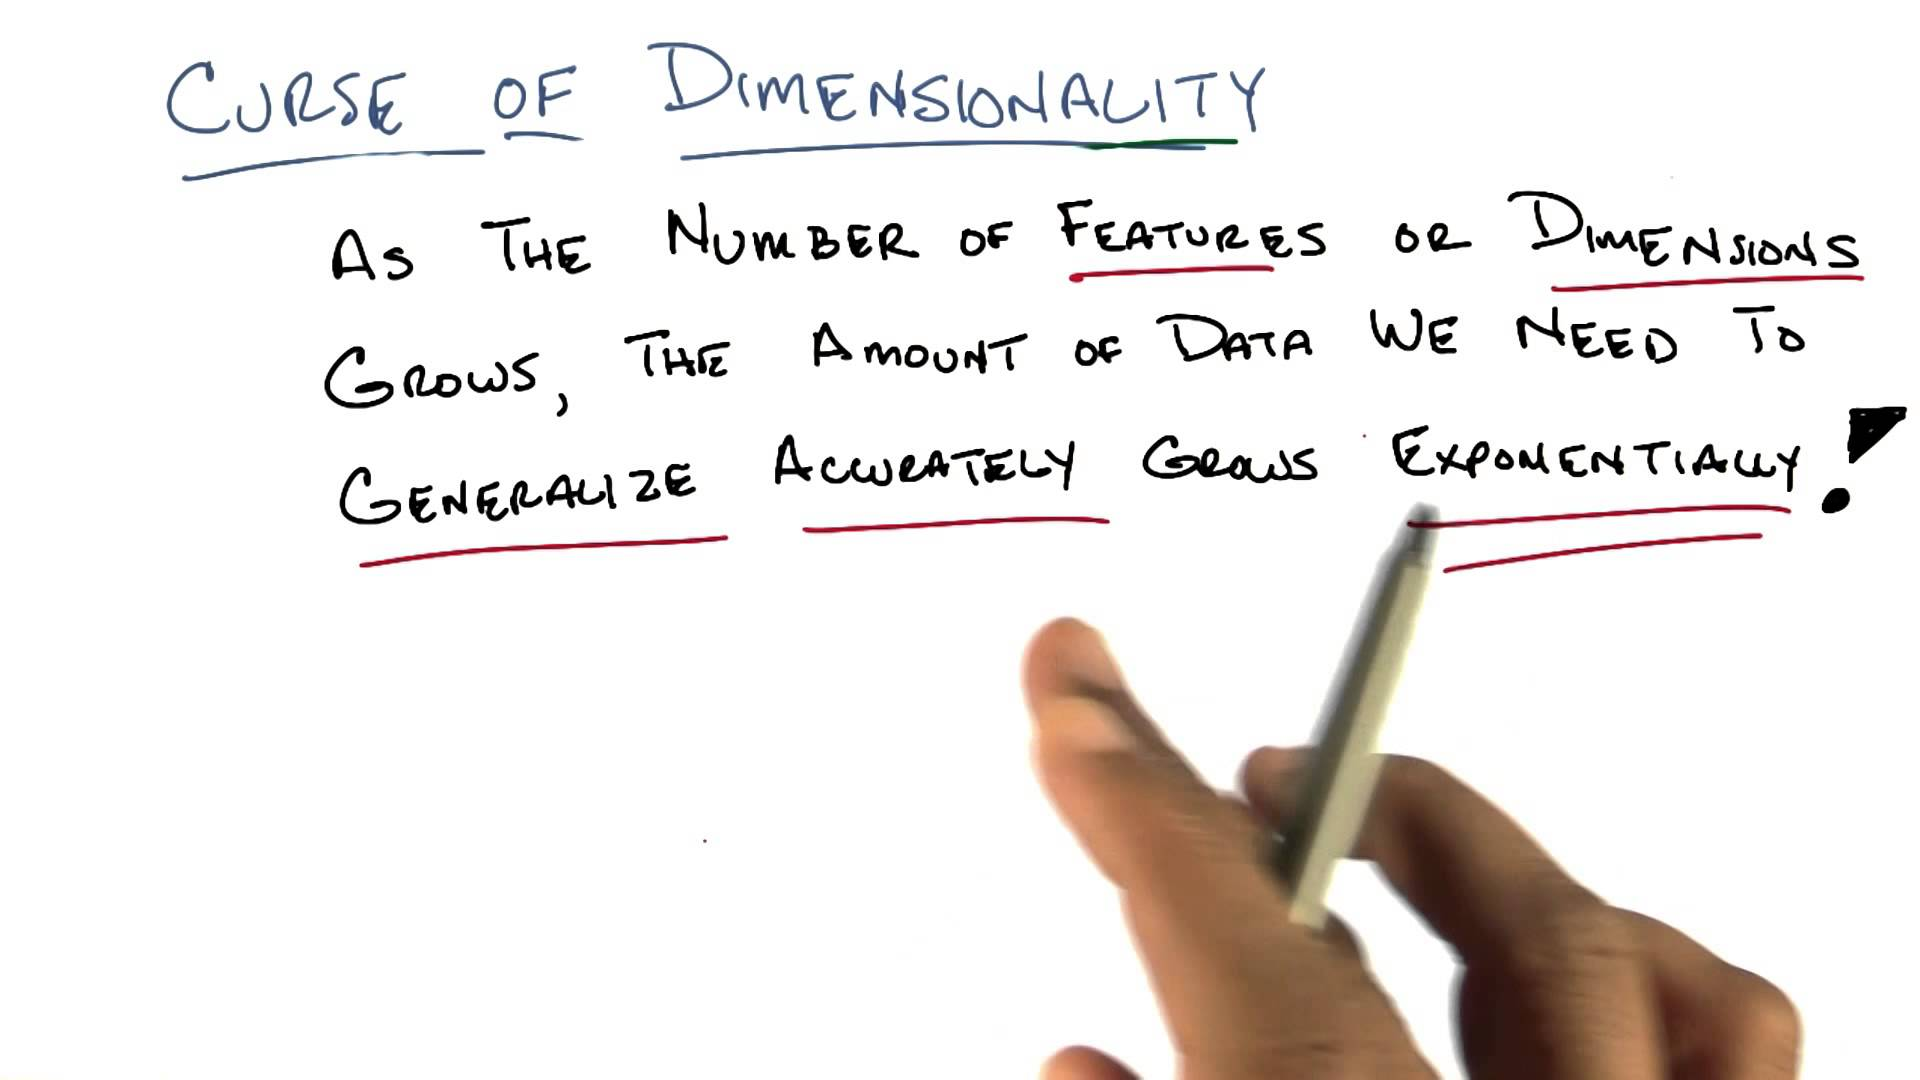 CURSE OF DIMENSIONALITY
AS THE NUMBER OF FEATURES OR DIMENSIONS
GROWS, THE AMOUNT OF DATA WE NEED TO
GENERALIZE ACCURATELY GROWS EXPONENTIALLY!